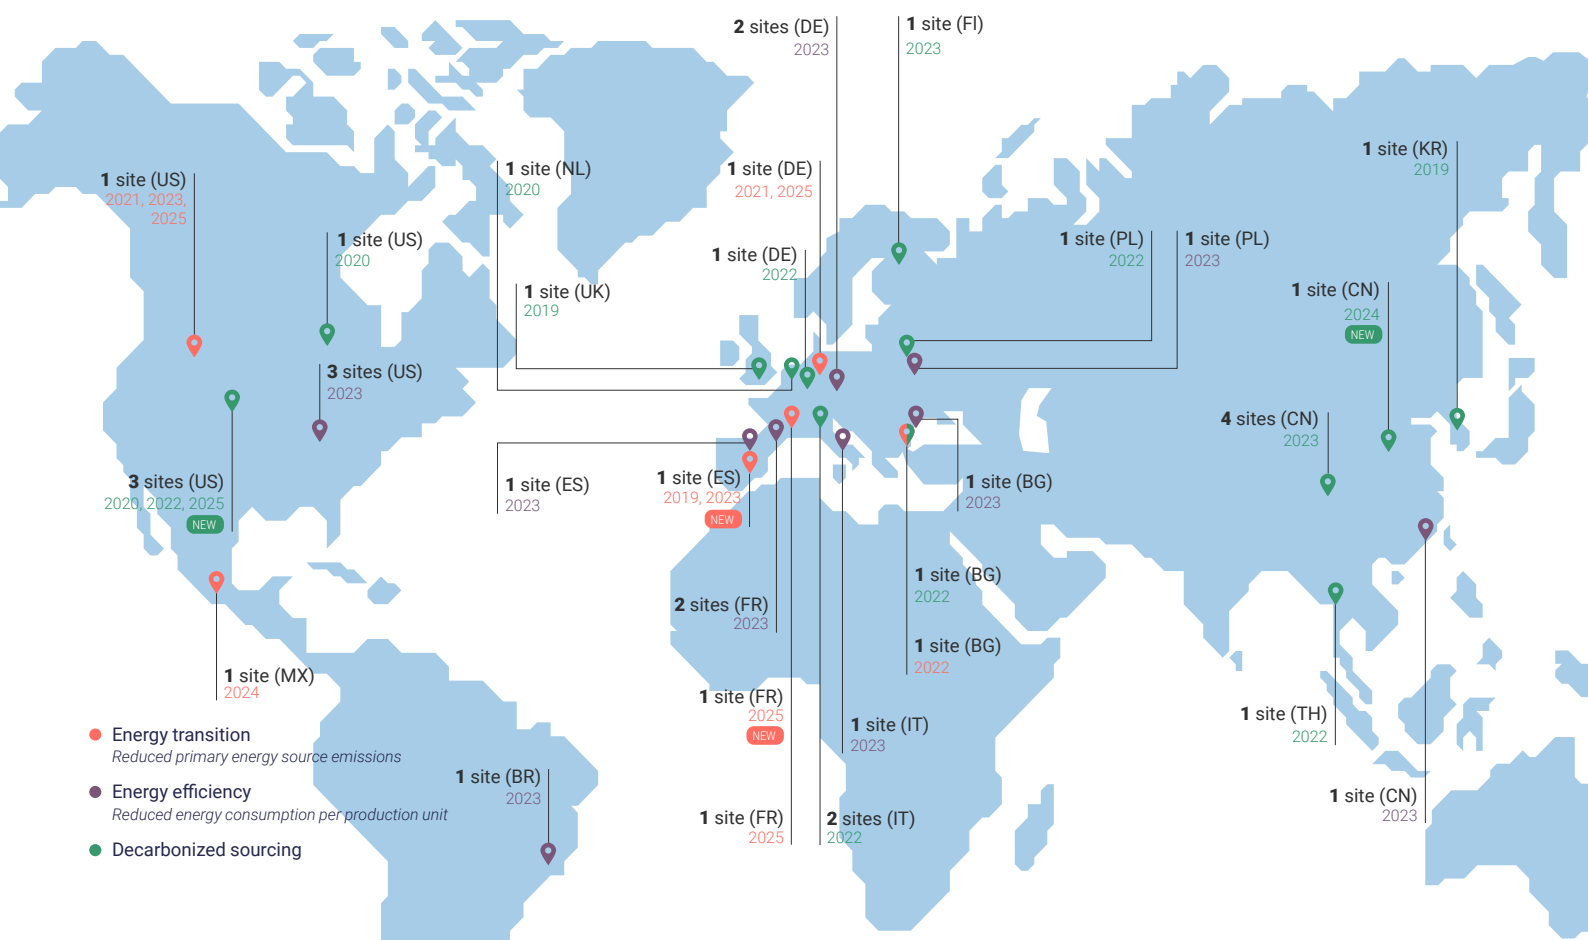 2 sites (DE)
2023
1 site (FI)
2023
1 site (KR)
2019
1 site (NL)
2020
1 site (DE)
2021, 2025
1 site (US)
2021, 2023,
2025
1 site (US)
2020
1 site (DE)
2022
1 site (PL)
2022
1 site (PL)
2023
1 site (UK)
2019
1 site (CN)
2024
NEW
3 sites (US)
2023
4 sites (CN)
2023
3 sites (US)
2020, 2022, 2025
NEW
1 site (ES)
2023
1 site (ES)
2019, 2023
NEW
1 site (BG)
2023
1 site (BG)
2022
2 sites (FR)
2023
1 site (BG)
2022
1 site (MX)
2024
1 site (FR)
2025
NEW
1 site (IT)
2023
1 site (TH)
2022
Energy transition
Reduced primary energy source emissions
Energy efficiency
Reduced energy consumption per production unit
Decarbonized sourcing
1 site (BR)
2023
1 site (FR)
2025
2 sites (IT)
2022
1 site (CN)
2023